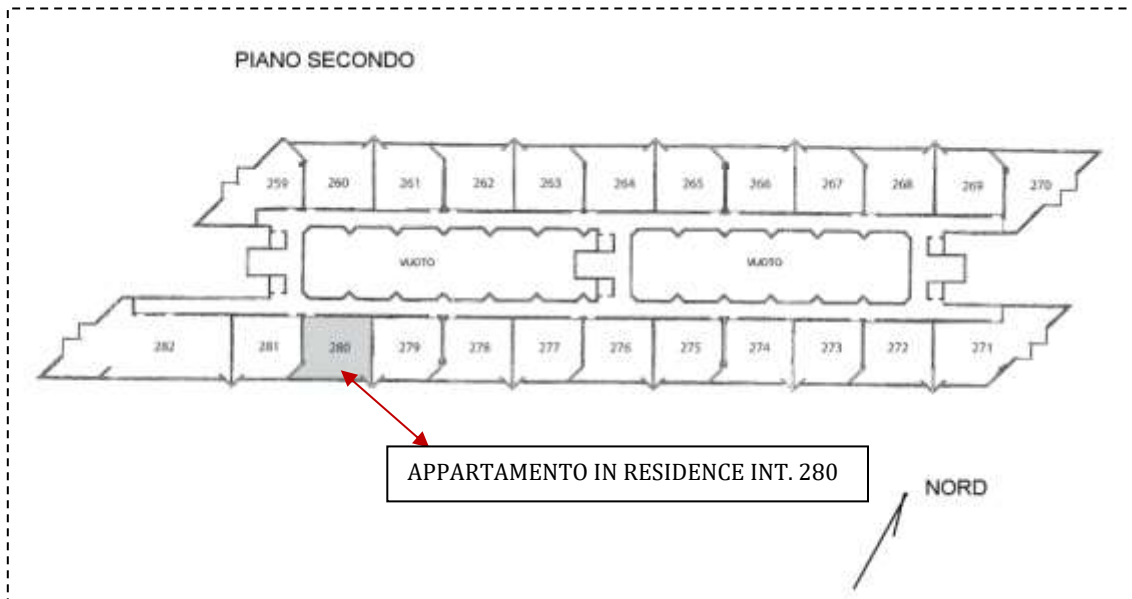 PIANO SECONDO
259 260 261 262 263 264 265 266 267 268 269 270
VUOTO VUOTO
282 281 280 279 278 277 276 275 274 273 272 271
APPARTAMENTO IN RESIDENCE INT. 280
NORD